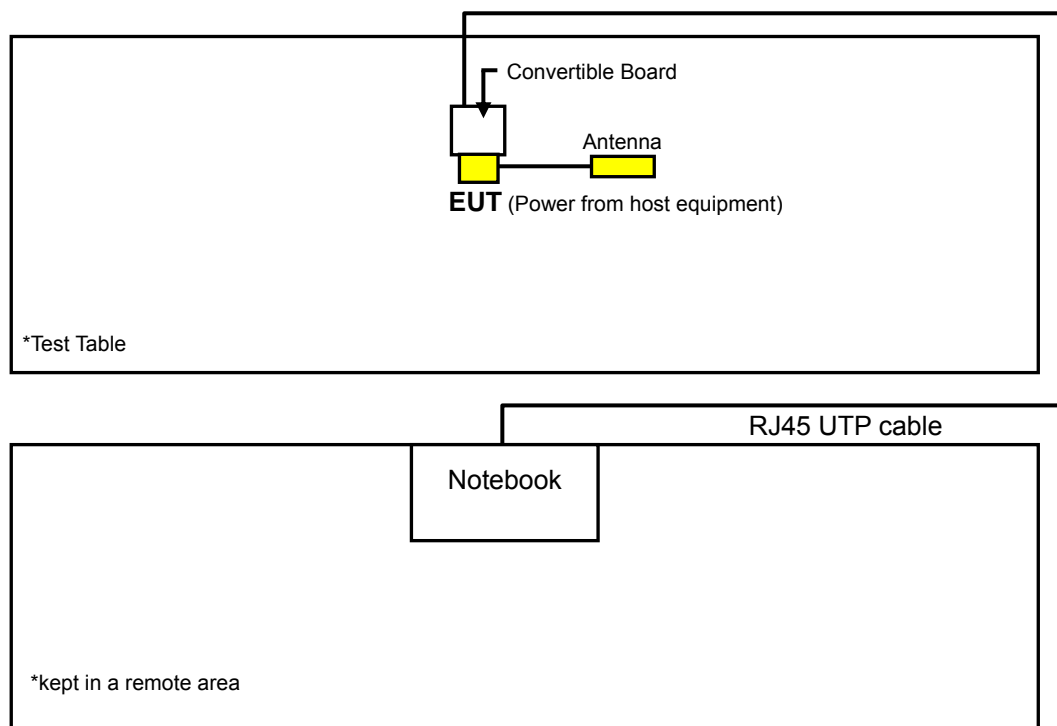 Convertible Board
Antenna
EUT (Power from host equipment)
*Test Table
RJ45 UTP cable
Notebook
*kept in a remote area